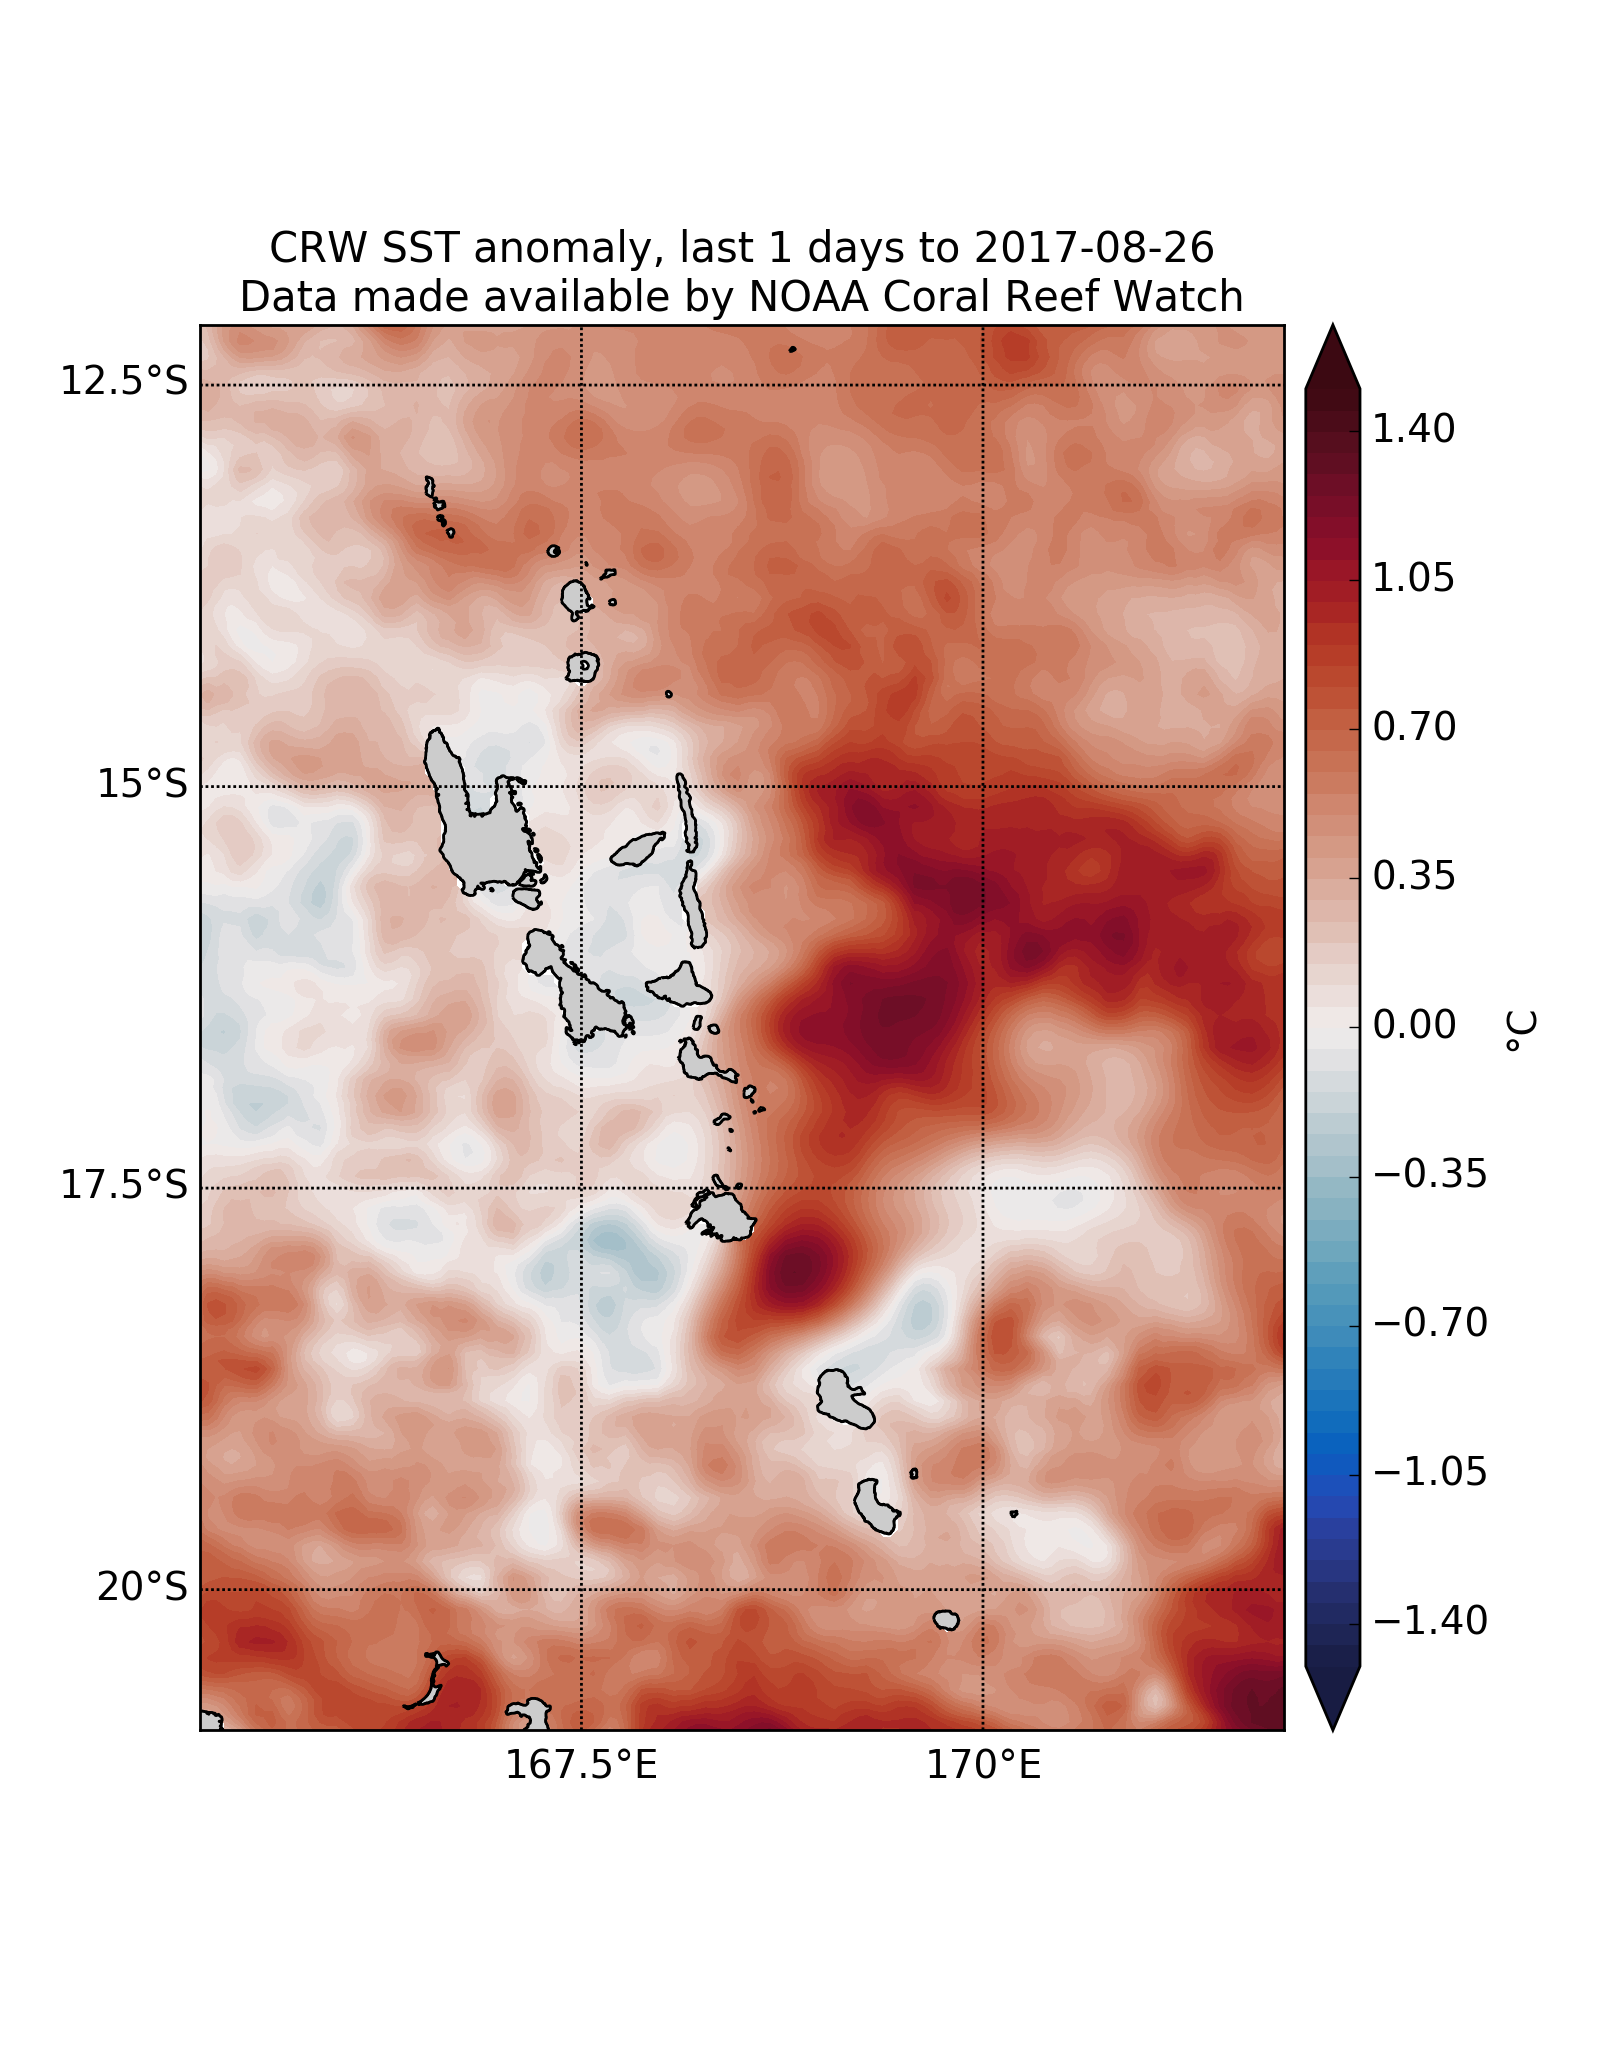 CRW SST anomaly, last 1 days to 2017-08-26
Data made available by NOAA Coral Reef Watch
12.5°S
15°S
17.5°S
20°S
167.5°E
170°E
1.40
1.05
0.70
0.35
0.00
−0.35
−0.70
−1.05
−1.40
°C